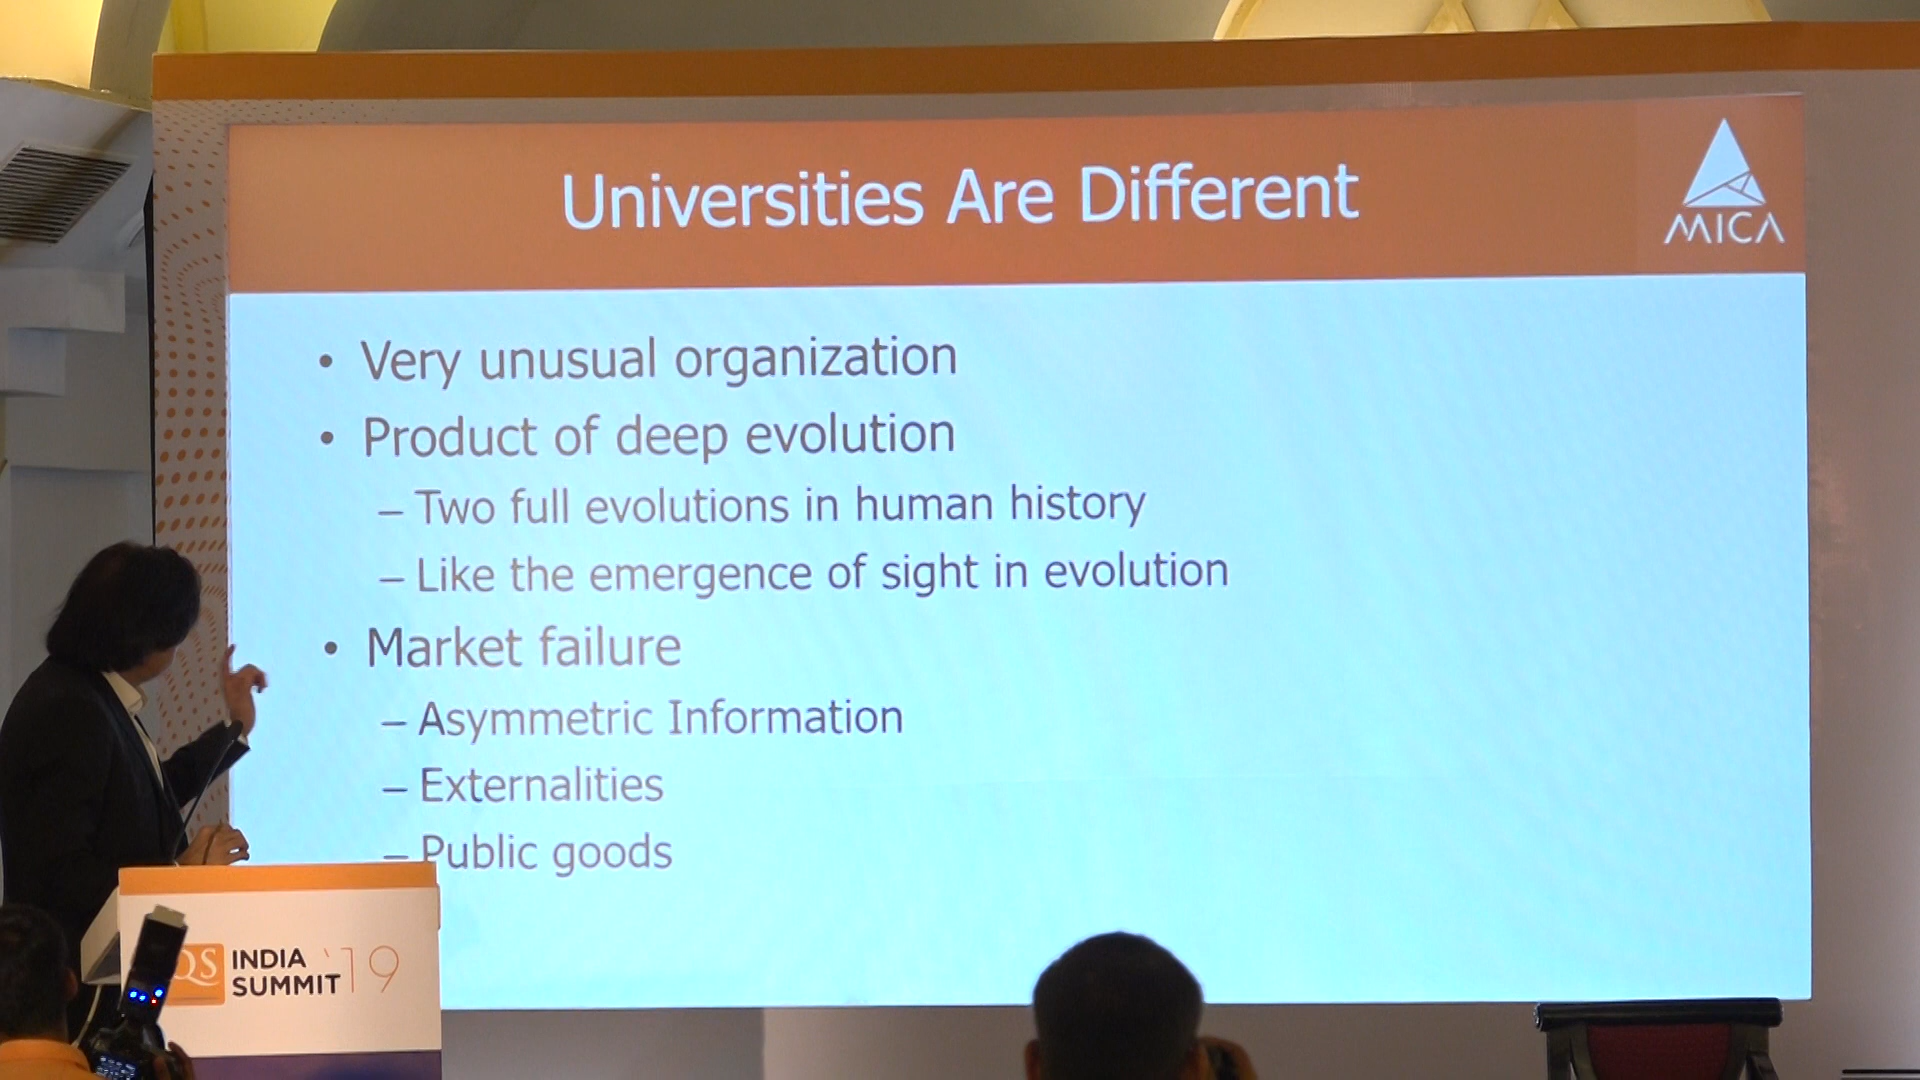 Universities Are Different
MICA
• Very unusual organization
• Product of deep evolution
– Two full evolutions in human history
– Like the emergence of sight in evolution
• Market failure
– Asymmetric Information
– Externalities
– Public goods
QS INDIA SUMMIT '19